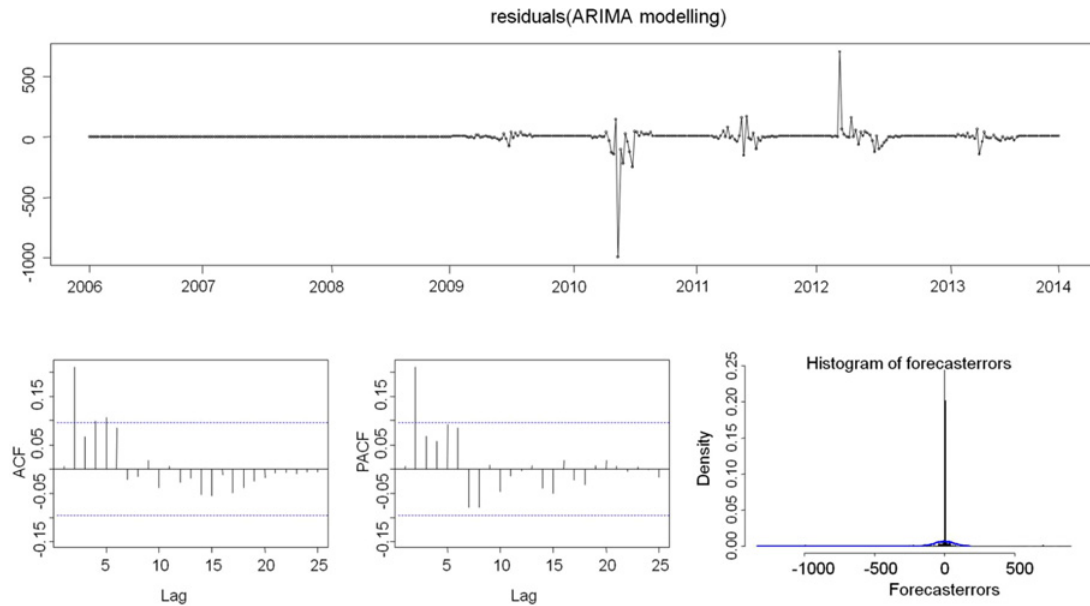 residuals(ARIMA modelling)
500
0
-500
-1000
2006 2007 2008 2009 2010 2011 2012 2013 2014
ACF
0.15
0.05
-0.05
-0.15
5 10 15 20 25
Lag
PACF
0.15
0.05
-0.05
-0.15
5 10 15 20 25
Lag
Histogram of forecasterrors
Density
0.25
0.20
0.15
0.10
0.05
0.00
-1000 -500 0 500
Forecasterrors